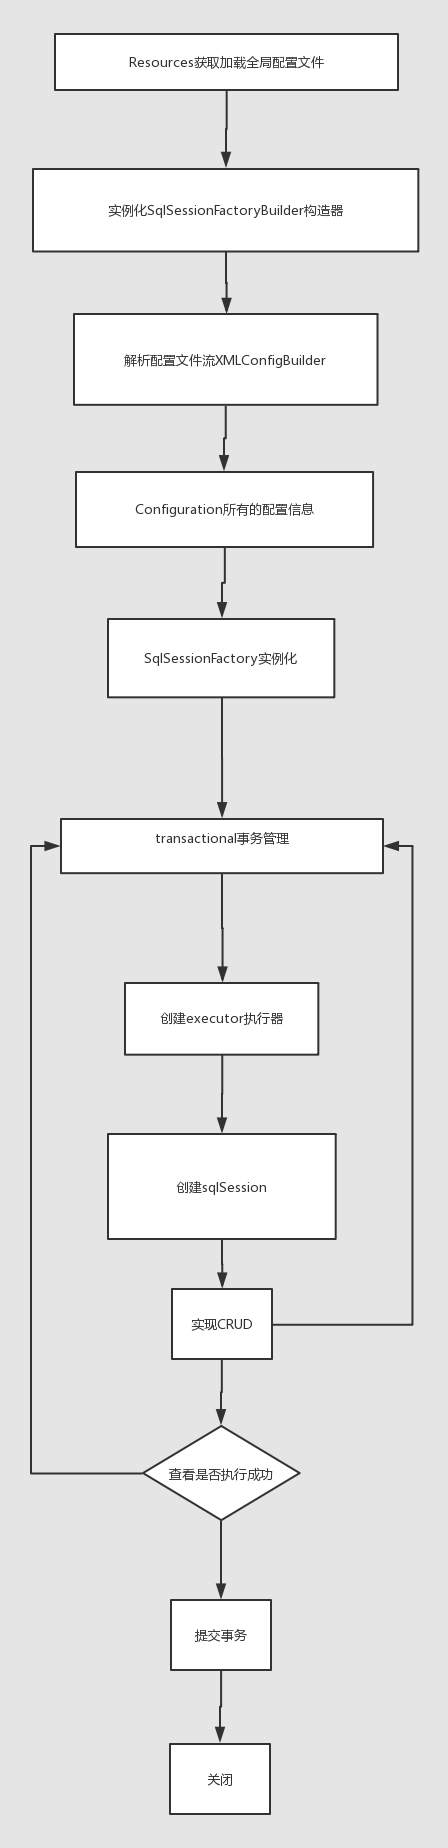 Resources获取加载全局配置文件
实例化SqlSessionFactoryBuilder构造器
解析配置文件流XMLConfigBuilder
Configuration所有的配置信息
SqlSessionFactory实例化
transactional事务管理
创建executor执行器
创建sqlSession
实现CRUD
查看是否执行成功
提交事务
关闭